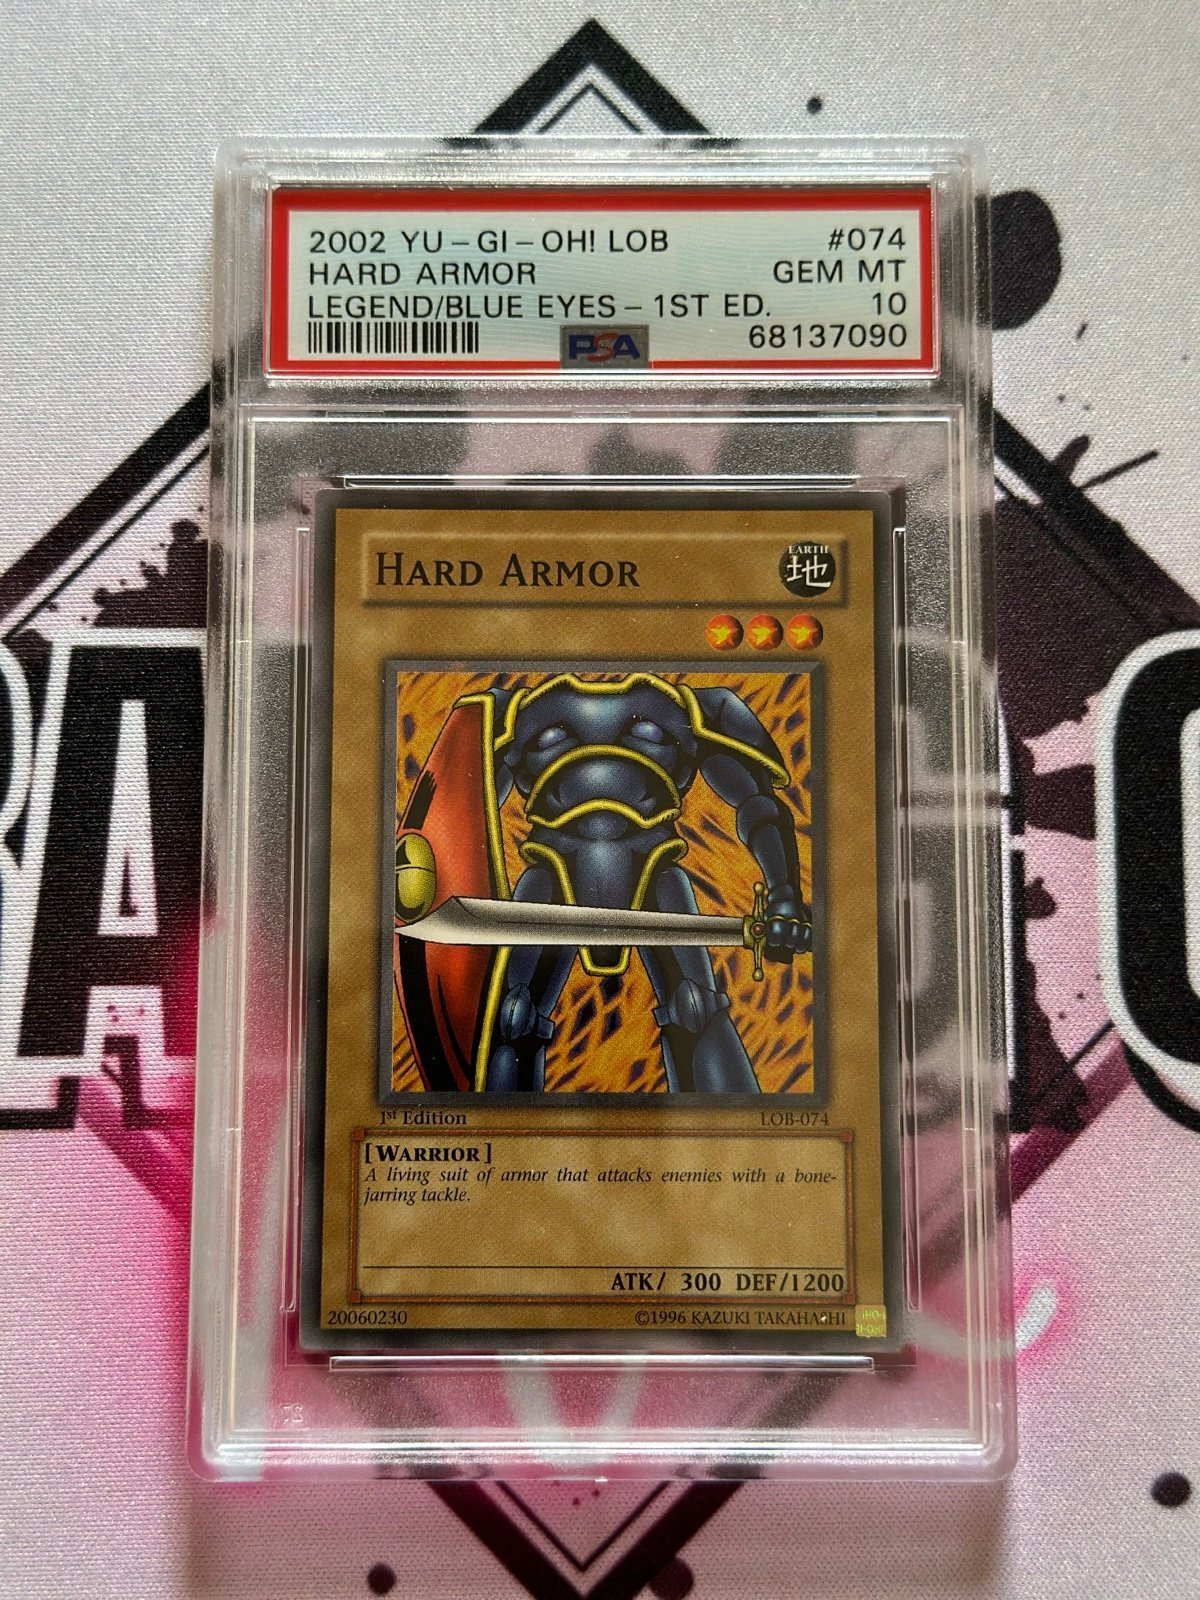 2002 YU-GI-OH! LOB #074
HARD ARMOR GEM MT
LEGEND/BLUE EYES-1ST ED. 10
PSA 68137090
HARD ARMOR
EARTH
地
1st Edition LOB-074
[WARRIOR]
A living suit of armor that attacks enemies with a bone-
jarring tackle.
ATK/ 300 DEF/1200
20060230 ©1996 KAZUKI TAKAHASHI